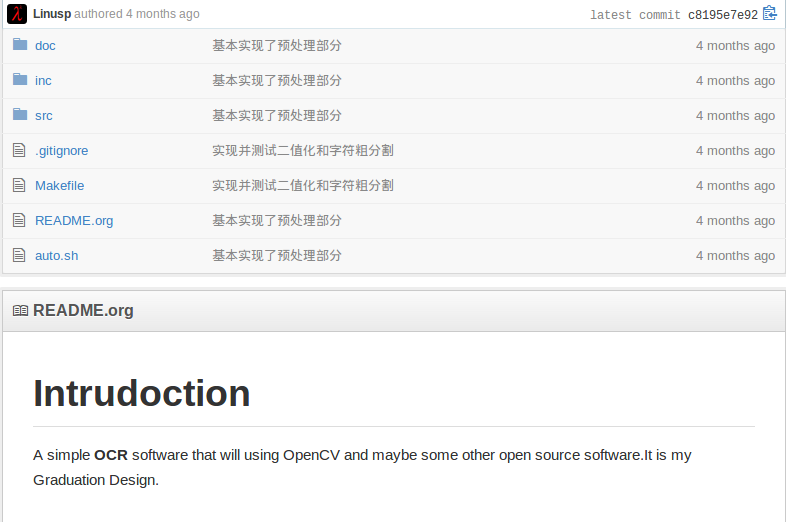 Linusp authored 4 months ago latest commit c8195e7e92
doc 基本实现了预处理部分 4 months ago
inc 基本实现了预处理部分 4 months ago
src 基本实现了预处理部分 4 months ago
.gitignore 实现并测试二值化和字符粗分割 4 months ago
Makefile 实现并测试二值化和字符粗分割 4 months ago
README.org 基本实现了预处理部分 4 months ago
auto.sh 基本实现了预处理部分 4 months ago
README.org
Intrudoction
A simple OCR software that will using OpenCV and maybe some other open source software.It is my
Graduation Design.